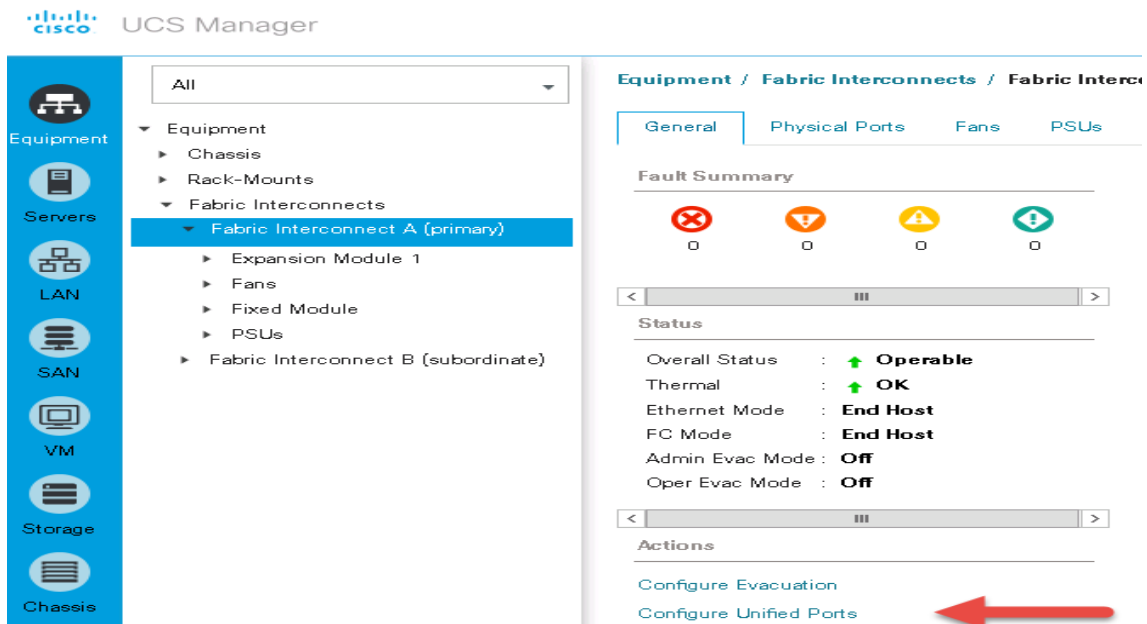 cisco UCS Manager
Equipment
Servers
LAN
SAN
VM
Storage
Chassis
All
Equipment
Chassis
Rack-Mounts
Fabric Interconnects
Fabric Interconnect A (primary)
Expansion Module 1
Fans
Fixed Module
PSUs
Fabric Interconnect B (subordinate)
Equipment / Fabric Interconnects / Fabric Interc
General Physical Ports Fans PSUs
Fault Summary
0 0 0 0
Status
Overall Status : Operable
Thermal : OK
Ethernet Mode : End Host
FC Mode : End Host
Admin Evac Mode : Off
Oper Evac Mode : Off
Actions
Configure Evacuation
Configure Unified Ports